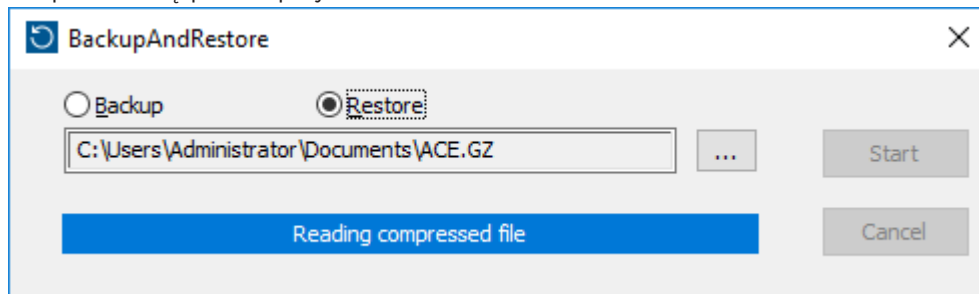 BackupAndRestore
Backup Restore
C:\Users\Administrator\Documents\ACE.GZ ... Start
Reading compressed file Cancel